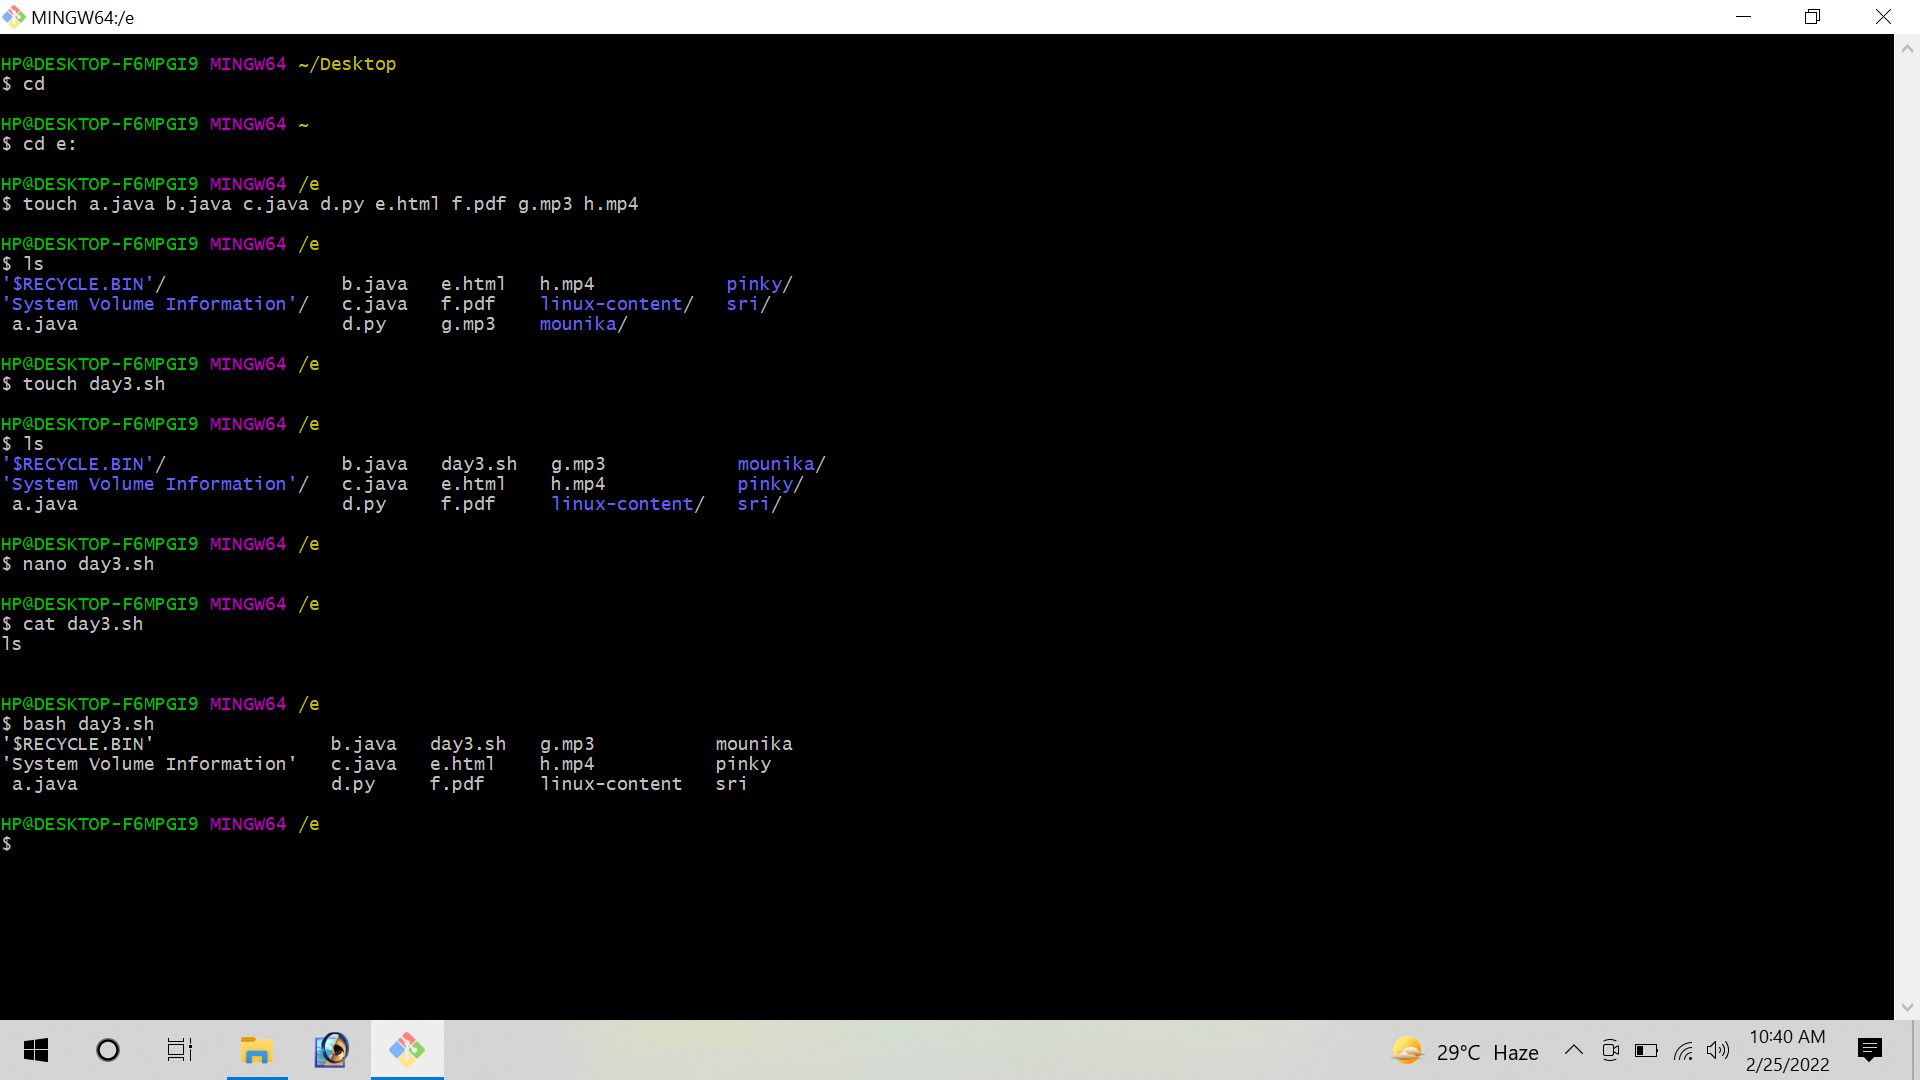 MINGW64:/e
HP@DESKTOP-F6MPGI9 MINGW64 ~/Desktop
$ cd
HP@DESKTOP-F6MPGI9 MINGW64 ~
$ cd e:
HP@DESKTOP-F6MPGI9 MINGW64 /e
$ touch a.java b.java c.java d.py e.html f.pdf g.mp3 h.mp4
HP@DESKTOP-F6MPGI9 MINGW64 /e
$ ls
'$RECYCLE.BIN'/ b.java e.html h.mp4 pinky/
'System Volume Information'/ c.java f.pdf linux-content/ sri/
a.java d.py g.mp3 mounika/
HP@DESKTOP-F6MPGI9 MINGW64 /e
$ touch day3.sh
HP@DESKTOP-F6MPGI9 MINGW64 /e
$ ls
'$RECYCLE.BIN'/ b.java day3.sh g.mp3 mounika/
'System Volume Information'/ c.java e.html h.mp4 pinky/
a.java d.py f.pdf linux-content/ sri/
HP@DESKTOP-F6MPGI9 MINGW64 /e
$ nano day3.sh
HP@DESKTOP-F6MPGI9 MINGW64 /e
$ cat day3.sh
ls
HP@DESKTOP-F6MPGI9 MINGW64 /e
$ bash day3.sh
'$RECYCLE.BIN' b.java day3.sh g.mp3 mounika
'System Volume Information' c.java e.html h.mp4 pinky
a.java d.py f.pdf linux-content sri
HP@DESKTOP-F6MPGI9 MINGW64 /e
$
29°C Haze
10:40 AM
2/25/2022